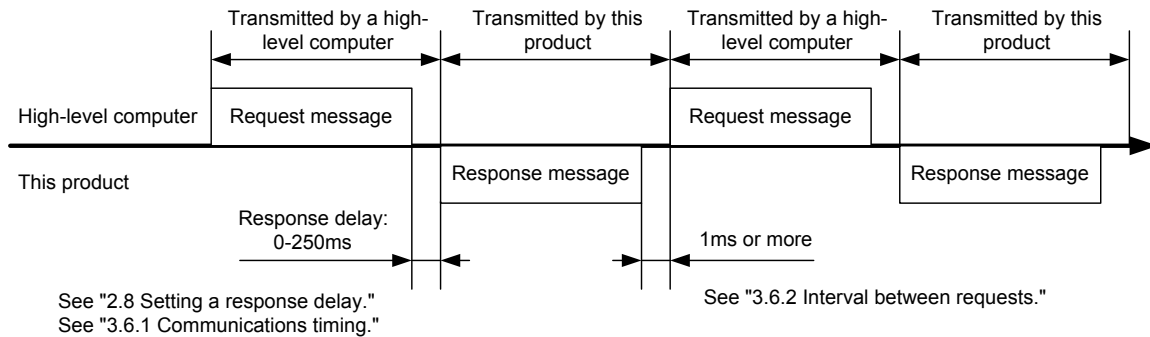 Transmitted by a high-
level computer
Transmitted by this
product
Transmitted by a high-
level computer
Transmitted by this
product
High-level computer
Request message
Request message
This product
Response message
Response message
Response delay:
0-250ms
1ms or more
See "2.8 Setting a response delay."
See "3.6.1 Communications timing."
See "3.6.2 Interval between requests."